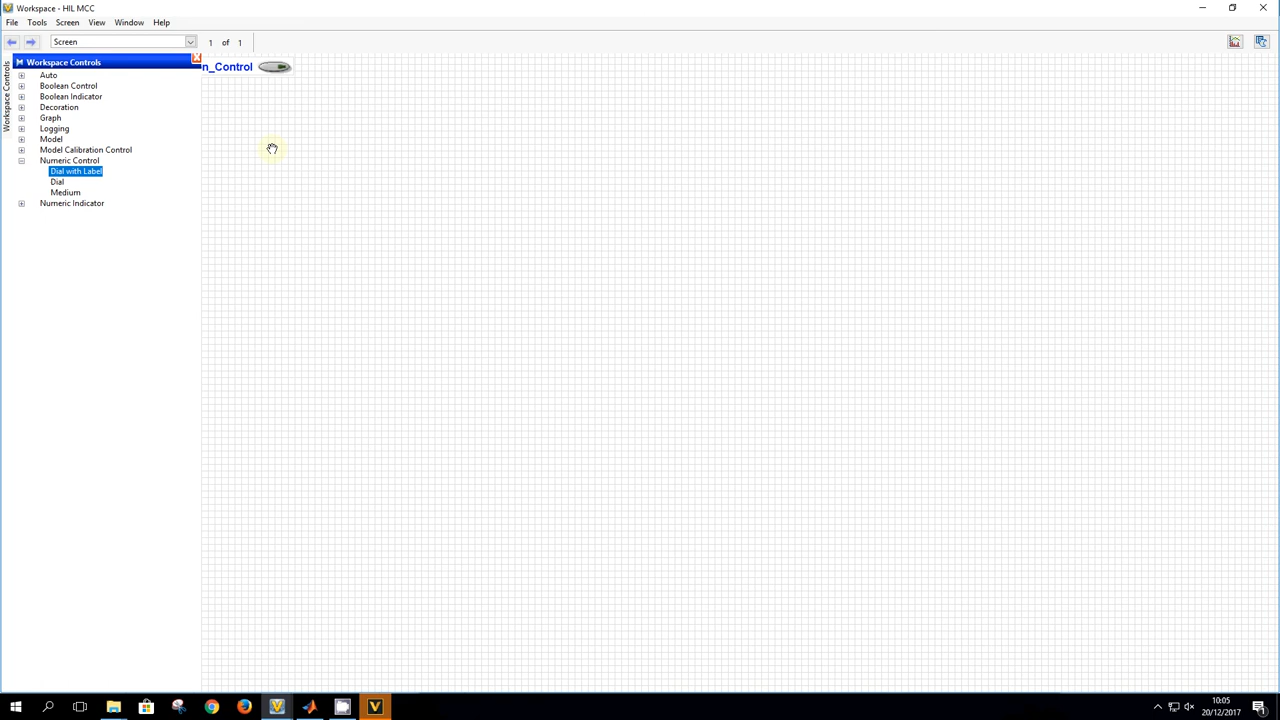 Workspace - HIL MCC
File Tools Screen View Window Help
Screen 1 of 1
Workspace Controls
Workspace Controls
n_Control
Auto
Boolean Control
Boolean Indicator
Decoration
Graph
Logging
Model
Model Calibration Control
Numeric Control
Dial with Label
Dial
Medium
Numeric Indicator
10:05
20/12/2017
1